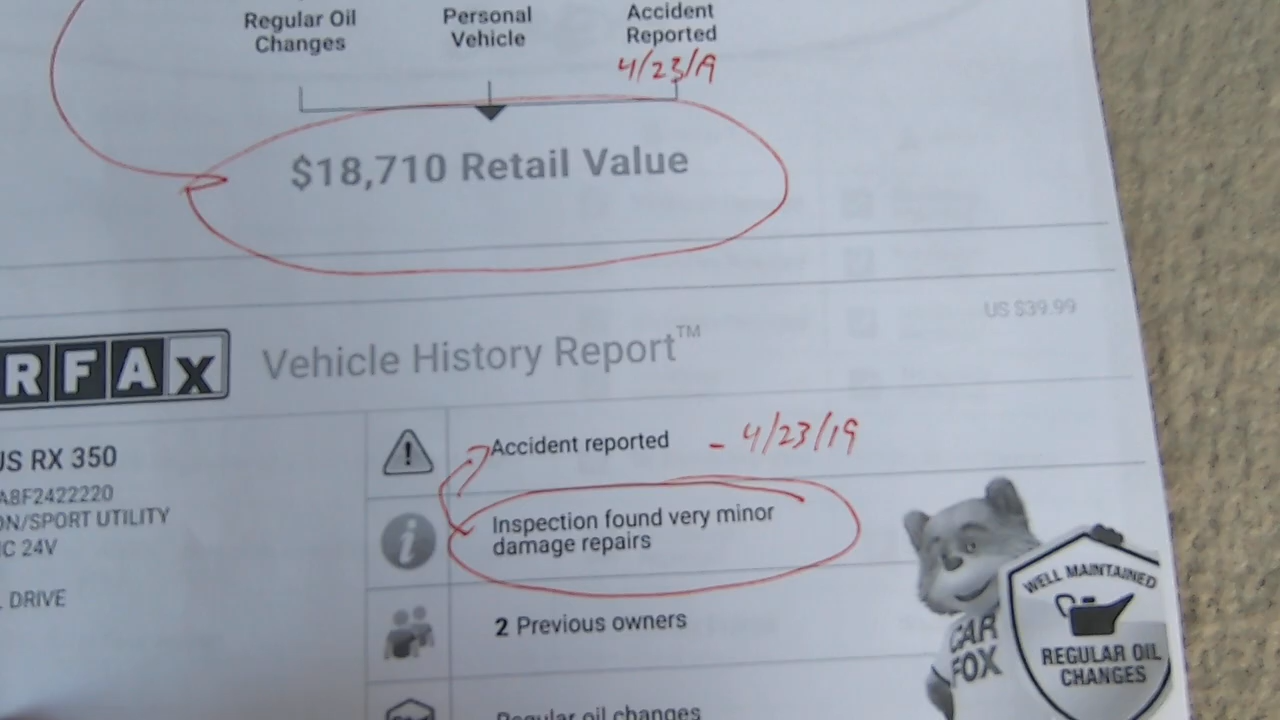 Regular Oil
Changes
Personal
Vehicle
Accident
Reported
4/23/19
$18,710 Retail Value
US $39.99
RFAX Vehicle History Report™
US RX 350
A8F2422220
ON/SPORT UTILITY
IC 24V
DRIVE
Accident reported - 4/23/19
Inspection found very minor
damage repairs
2 Previous owners
Regular oil changes
CAR
FOX
WELL MAINTAINED
REGULAR OIL
CHANGES